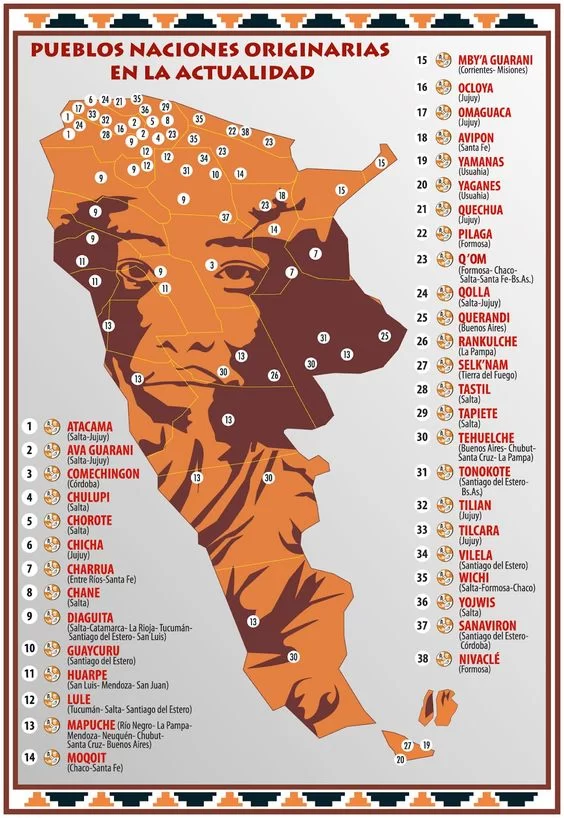 PUEBLOS NACIONES ORIGINARIAS
EN LA ACTUALIDAD
1 ATACAMA
(Salta-Jujuy)
2 AVA GUARANI
(Salta-Jujuy)
3 COMECHINGON
(Córdoba)
4 CHULUPI
(Salta)
5 CHOROTE
(Salta)
6 CHICHA
(Jujuy)
7 CHARRUA
(Entre Ríos-Santa Fe)
8 CHANE
(Salta)
9 DIAGUITA
(Salta-Catamarca- La Rioja- Tucumán-
Santiago del Estero- San Luis)
10 GUAYCURU
(Santiago del Estero)
11 HUARPE
(San Luis- Mendoza- San Juan)
12 LULE
(Tucumán- Salta- Santiago del Estero)
13 MAPUCHE (Río Negro- La Pampa-
Mendoza- Neuquén- Chubut-
Santa Cruz- Buenos Aires)
14 MOQOIT
(Chaco-Santa Fe)
15 MBY'A GUARANI
(Corrientes- Misiones)
16 OCLOYA
(Jujuy)
17 OMAGUACA
(Jujuy)
18 AVIPON
(Santa Fe)
19 YAMANAS
(Usuahia)
20 YAGANES
(Usuahia)
21 QUECHUA
(Jujuy)
22 PILAGA
(Formosa)
23 Q'OM
(Formosa- Chaco-
Salta-Santa Fe-Bs.As.)
24 QOLLA
(Salta-Jujuy)
25 QUERANDI
(Buenos Aires)
26 RANKULCHE
(La Pampa)
27 SELK'NAM
(Tierra del Fuego)
28 TASTIL
(Salta)
29 TAPIETE
(Salta)
30 TEHUELCHE
(Buenos Aires- Chubut-
Santa Cruz- La Pampa)
31 TONOKOTE
(Santiago del Estero-
Bs.As.)
32 TILIAN
(Jujuy)
33 TILCARA
(Jujuy)
34 VILELA
(Santiago del Estero)
35 WICHI
(Salta-Formosa-Chaco)
36 YOJWIS
(Salta)
37 SANAVIRON
(Santiago del Estero-
Córdoba)
38 NIVACLÉ
(Formosa)